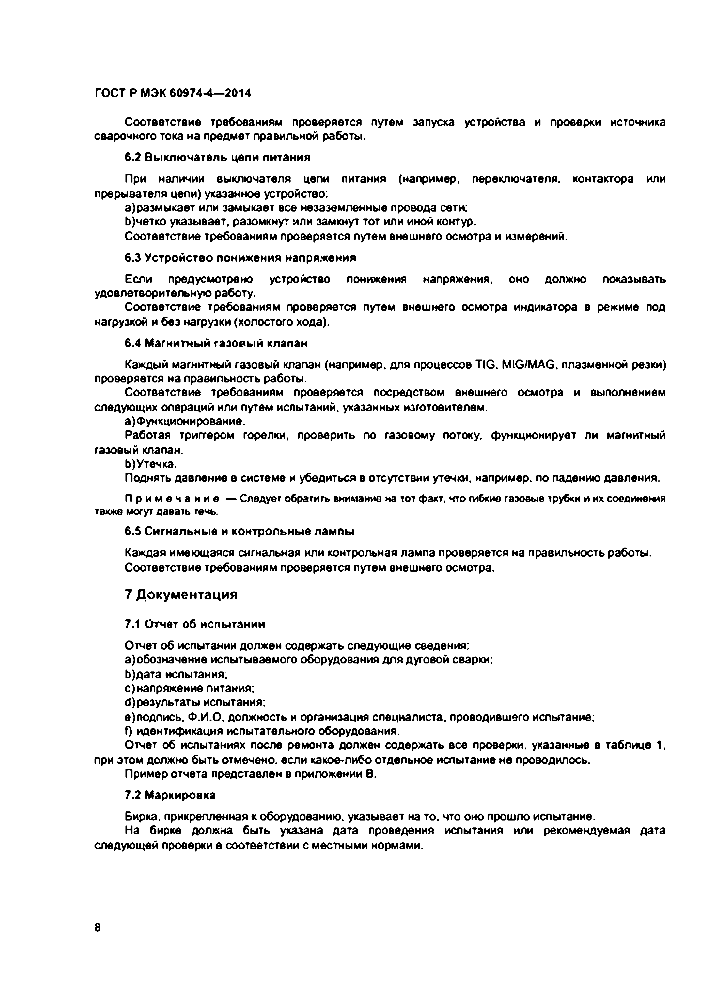 ГОСТ Р МЭК 60974-4—2014
Соответствие требованиям проверяется путем запуска устройства и проверки источника
сварочного тока на предмет правильной работы.
6.2 Выключатель цепи питания
При наличии выключателя цепи питания (например, переключателя, контактора или
прерывателя цепи) указанное устройство:
a)размыкает или замыкает все незаземленные провода сети;
b)четко указывает, разомкнут или замкнут тот или иной контур.
Соответствие требованиям проверяется путем внешнего осмотра и измерений.
6.3 Устройство понижения напряжения
Если предусмотрено устройство понижения напряжения, оно должно показывать
удовлетворительную работу.
Соответствие требованиям проверяется путем внешнего осмотра индикатора в режиме под
нагрузкой и без нагрузки (холостого хода).
6.4 Магнитный газовый клапан
Каждый магнитный газовый клапан (например, для процессов TIG, MIG/MAG, плазменной резки)
проверяется на правильность работы.
Соответствие требованиям проверяется посредством внешнего осмотра и выполнением
следующих операций или путем испытаний, указанных изготовителем.
a)Функционирование.
Работая триггером горелки, проверить по газовому потоку, функционирует ли магнитный
газовый клапан.
b)Утечка.
Поднять давление в системе и убедиться в отсутствии утечки, например, по падению давления.
Примечание — Следует обратить внимание на тот факт, что гибкие газовые трубки и их соединения
также могут давать течь.
6.5 Сигнальные и контрольные лампы
Каждая имеющаяся сигнальная или контрольная лампа проверяется на правильность работы.
Соответствие требованиям проверяется путем внешнего осмотра.
7 Документация
7.1 Отчет об испытании
Отчет об испытании должен содержать следующие сведения:
a)обозначение испытываемого оборудования для дуговой сварки;
b)дата испытания;
c)напряжение питания;
d)результаты испытания;
e)подпись, Ф.И.О, должность и организация специалиста, проводившего испытание;
f) идентификация испытательного оборудования.
Отчет об испытаниях после ремонта должен содержать все проверки, указанные в таблице 1,
при этом должно быть отмечено, если какое-либо отдельное испытание не проводилось.
Пример отчета представлен в приложении В.
7.2 Маркировка
Бирка, прикрепленная к оборудованию, указывает на то, что оно прошло испытание.
На бирке должна быть указана дата проведения испытания или рекомендуемая дата
следующей проверки в соответствии с местными нормами.
8